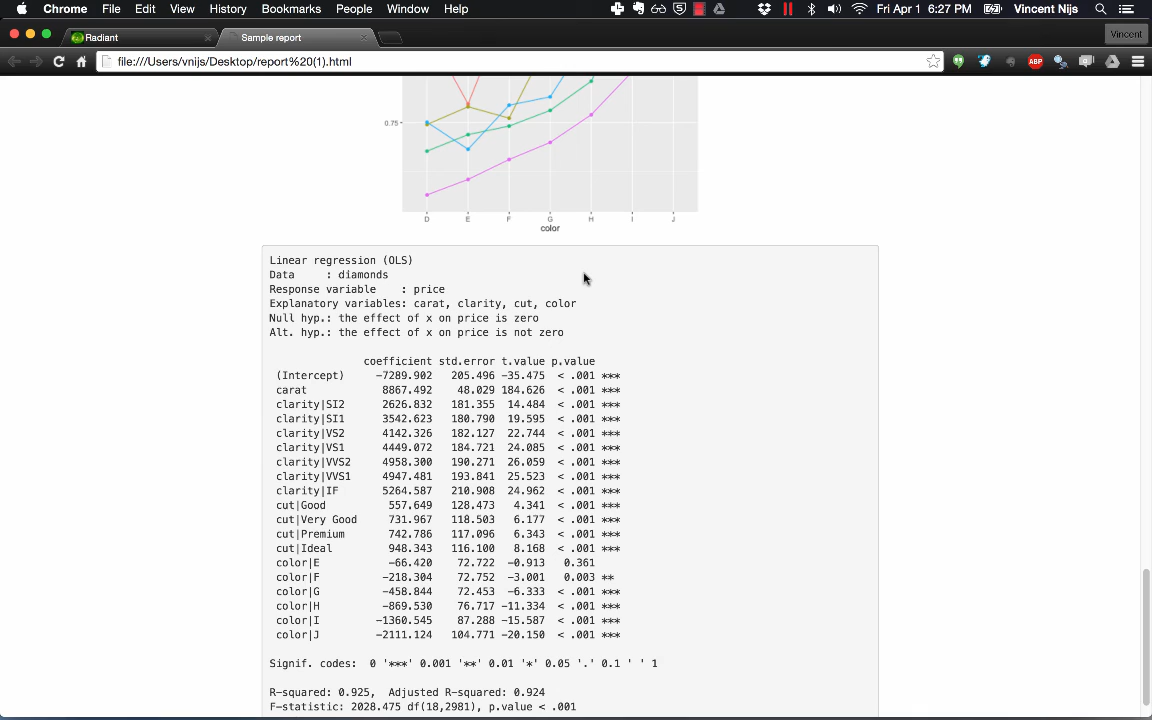 Chrome File Edit View History Bookmarks People Window Help Fri Apr 1 6:27 PM Vincent Nijs
Radiant Sample report Vincent
file:///Users/vnijs/Desktop/report%20(1).html ABP
0.75
D E F G H I J
color
Linear regression (OLS)
Data : diamonds
Response variable : price
Explanatory variables: carat, clarity, cut, color
Null hyp.: the effect of x on price is zero
Alt. hyp.: the effect of x on price is not zero
coefficient std.error t.value p.value
(Intercept) -7289.902 205.496 -35.475 < .001 ***
carat 8867.492 48.029 184.626 < .001 ***
clarity|SI2 2626.832 181.355 14.484 < .001 ***
clarity|SI1 3542.623 180.790 19.595 < .001 ***
clarity|VS2 4142.326 182.127 22.744 < .001 ***
clarity|VS1 4449.072 184.721 24.085 < .001 ***
clarity|VVS2 4958.300 190.271 26.059 < .001 ***
clarity|VVS1 4947.481 193.841 25.523 < .001 ***
clarity|IF 5264.587 210.908 24.962 < .001 ***
cut|Good 557.649 128.473 4.341 < .001 ***
cut|Very Good 731.967 118.503 6.177 < .001 ***
cut|Premium 742.786 117.096 6.343 < .001 ***
cut|Ideal 948.343 116.100 8.168 < .001 ***
color|E -66.420 72.722 -0.913 0.361
color|F -218.304 72.752 -3.001 0.003 **
color|G -458.844 72.453 -6.333 < .001 ***
color|H -869.530 76.717 -11.334 < .001 ***
color|I -1360.545 87.288 -15.587 < .001 ***
color|J -2111.124 104.771 -20.150 < .001 ***
Signif. codes: 0 '***' 0.001 '**' 0.01 '*' 0.05 '.' 0.1 ' ' 1
R-squared: 0.925, Adjusted R-squared: 0.924
F-statistic: 2028.475 df(18,2981), p.value < .001